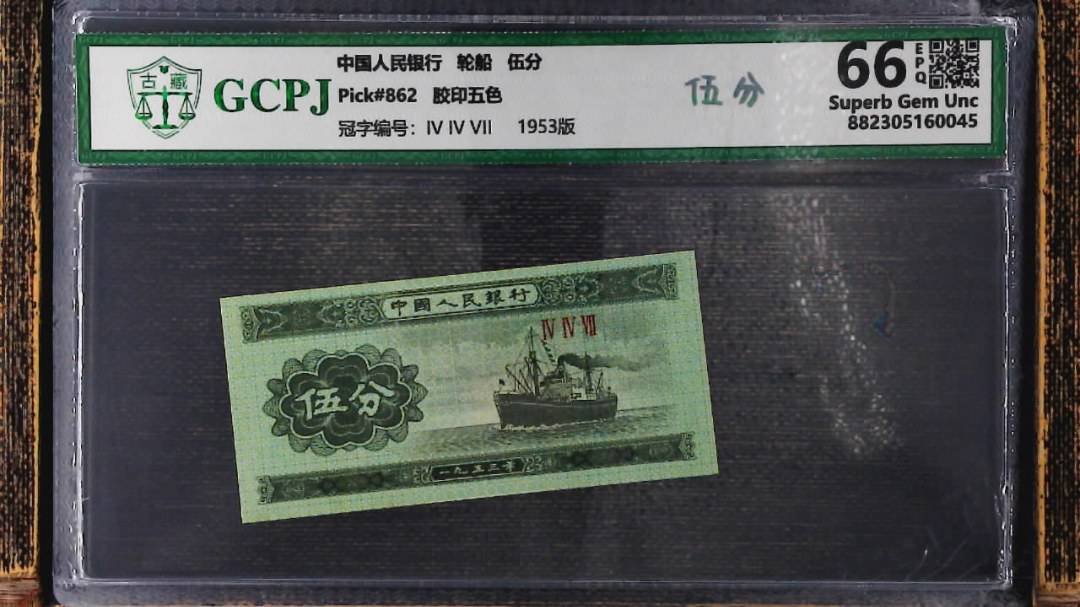 古藏
GCPJ
中国人民银行 轮船 伍分
Pick#862 胶印五色
冠字编号: IV IV VII 1953版
伍分
66 EPQ
Superb Gem Unc
882305160045
中國人民銀行
IV IV VII
伍分
一九五三年